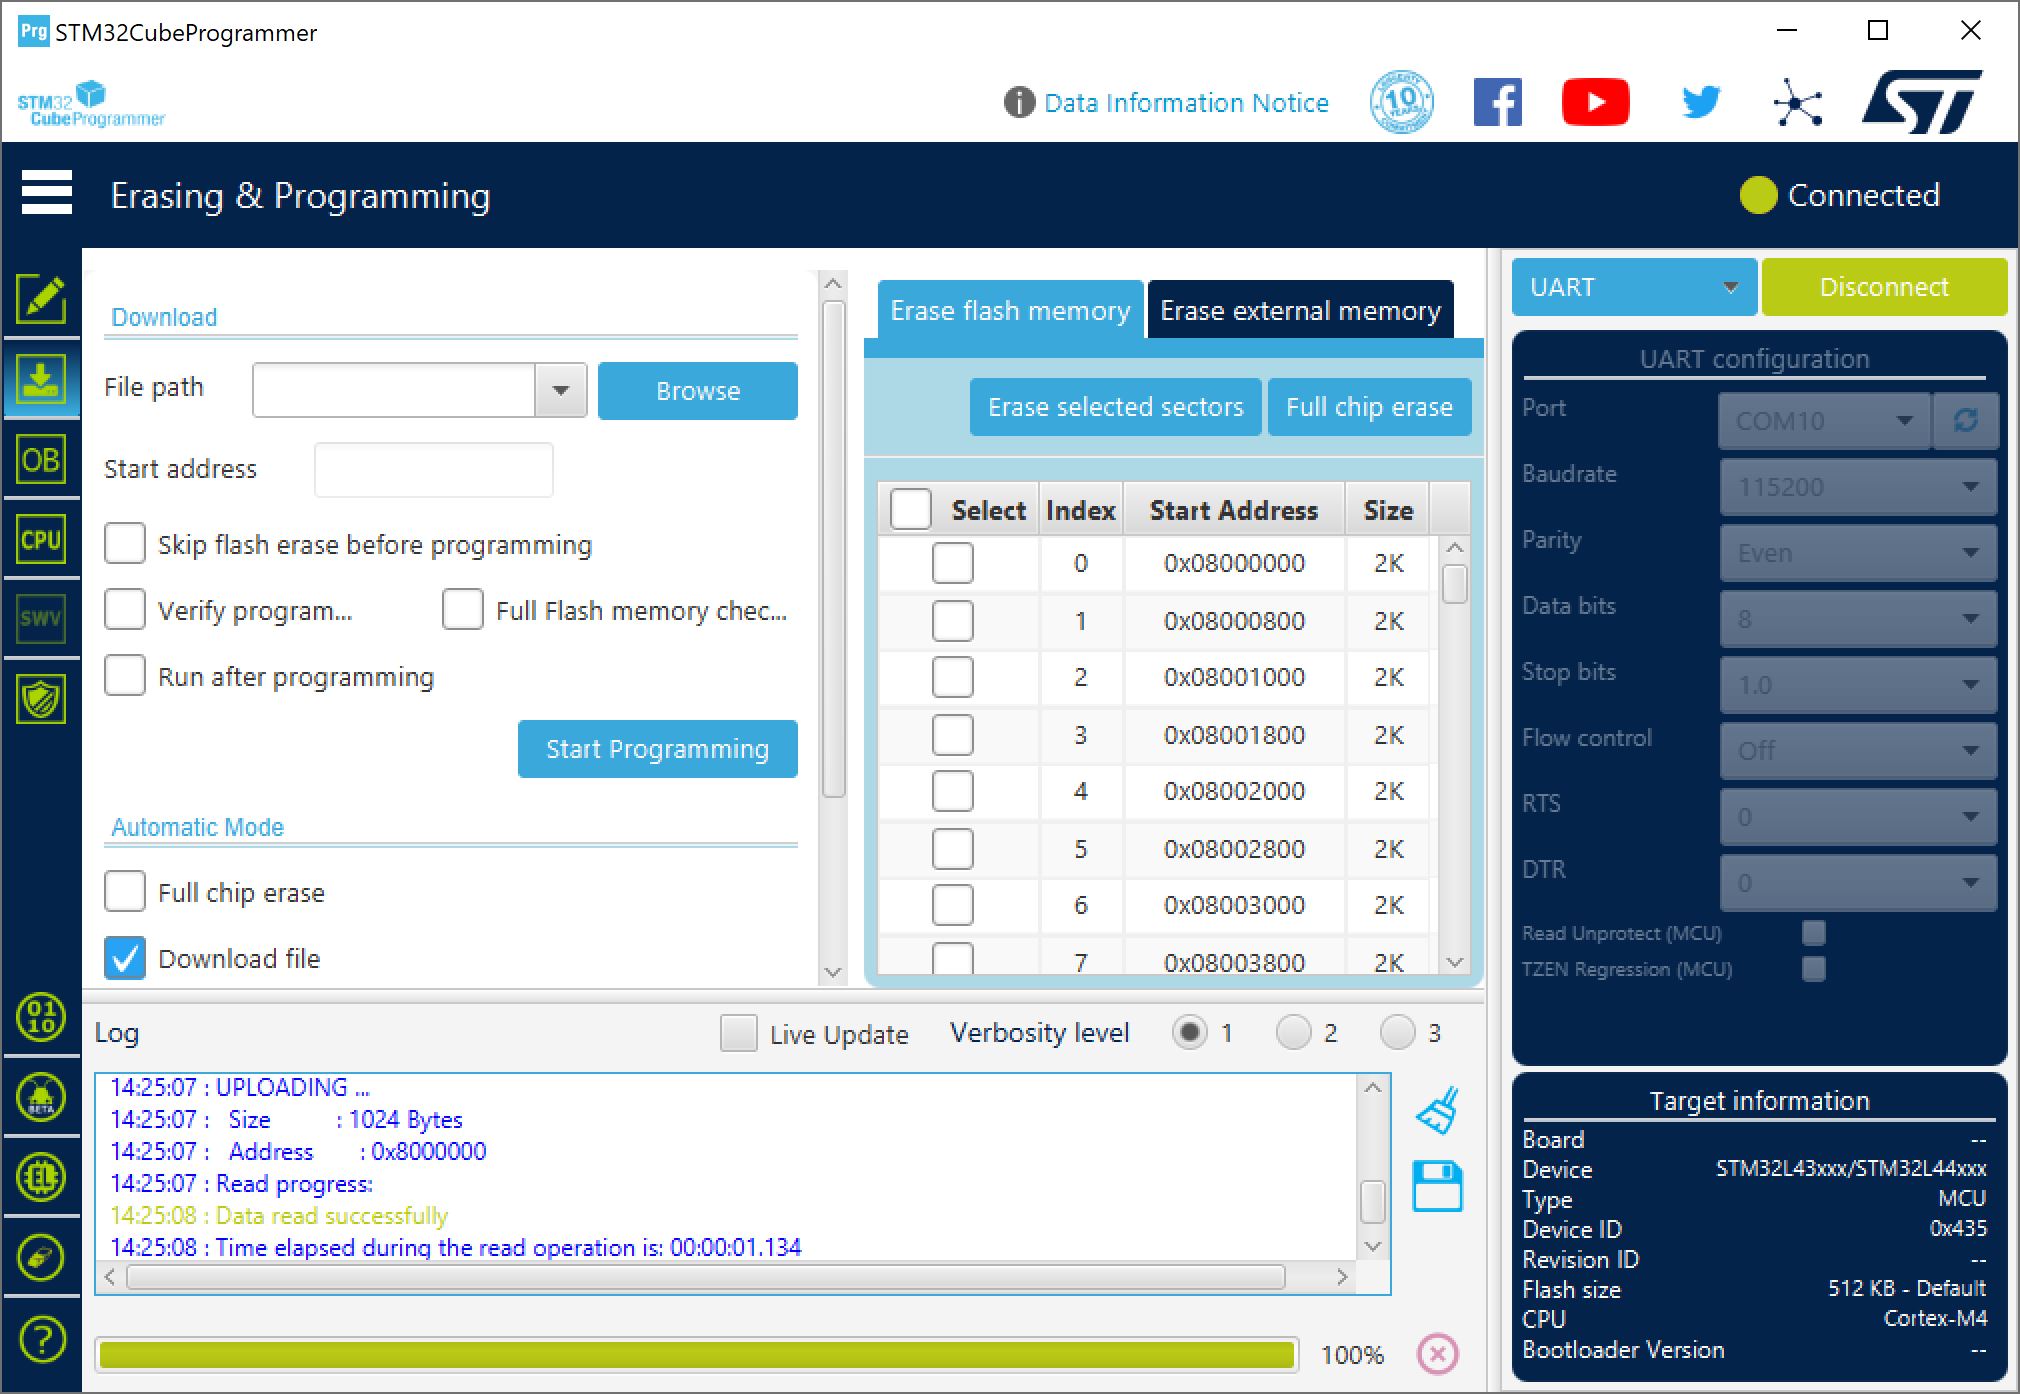 Prg STM32CubeProgrammer
STM32
CubeProgrammer
Data Information Notice
LONGEVITY 10 YEARS COMMITMENT
ST
Erasing & Programming
Connected
OB
CPU
SWV
01
10
BETA
EL
?
Download
File path
Browse
Start address
Skip flash erase before programming
Verify program...
Full Flash memory chec...
Run after programming
Start Programming
Automatic Mode
Full chip erase
Download file
Erase flash memory
Erase external memory
Erase selected sectors
Full chip erase
Select Index Start Address Size
0 0x08000000 2K
1 0x08000800 2K
2 0x08001000 2K
3 0x08001800 2K
4 0x08002000 2K
5 0x08002800 2K
6 0x08003000 2K
7 0x08003800 2K
Log
Live Update
Verbosity level 1 2 3
14:25:07 : UPLOADING ...
14:25:07 : Size : 1024 Bytes
14:25:07 : Address : 0x8000000
14:25:07 : Read progress:
14:25:08 : Data read successfully
14:25:08 : Time elapsed during the read operation is: 00:00:01.134
100%
UART
Disconnect
UART configuration
Port COM10
Baudrate 115200
Parity Even
Data bits 8
Stop bits 1.0
Flow control Off
RTS 0
DTR 0
Read Unprotect (MCU)
TZEN Regression (MCU)
Target information
Board --
Device STM32L43xxx/STM32L44xxx
Type MCU
Device ID 0x435
Revision ID --
Flash size 512 KB - Default
CPU Cortex-M4
Bootloader Version --